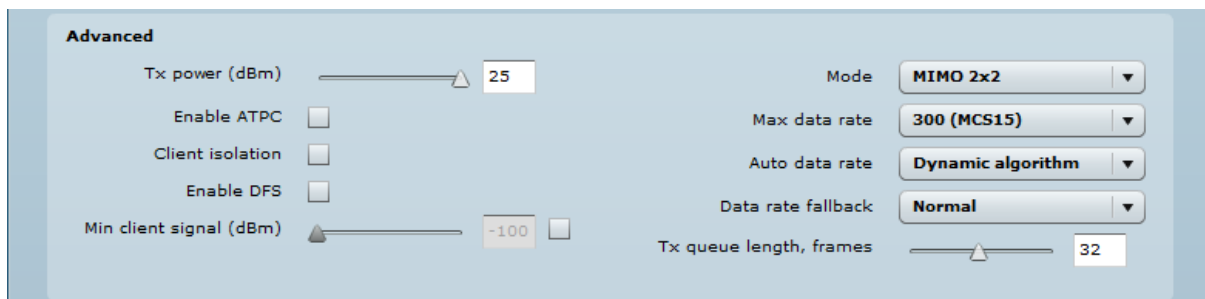 Advanced
Tx power (dBm) 25
Enable ATPC
Client isolation
Enable DFS
Min client signal (dBm) -100
Mode MIMO 2x2
Max data rate 300 (MCS15)
Auto data rate Dynamic algorithm
Data rate fallback Normal
Tx queue length, frames 32